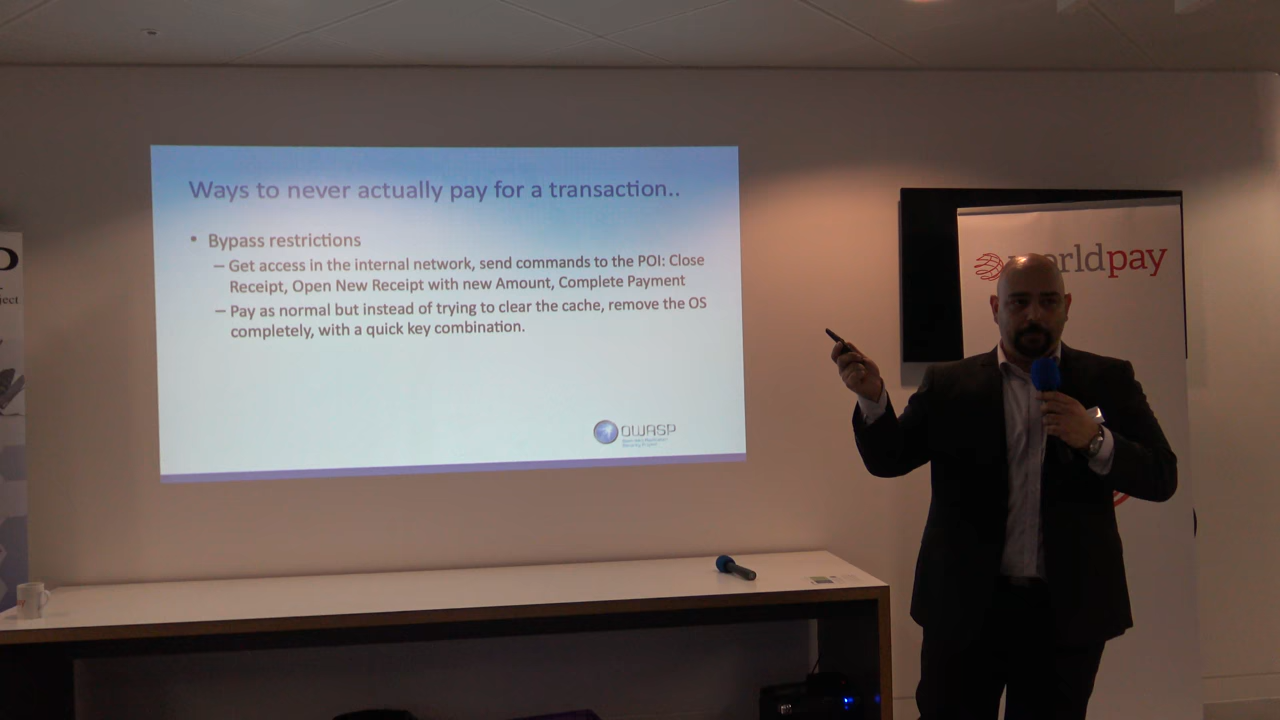 Ways to never actually pay for a transaction..
• Bypass restrictions
– Get access in the internal network, send commands to the POI: Close
Receipt, Open New Receipt with new Amount, Complete Payment
– Pay as normal but instead of trying to clear the cache, remove the OS
completely, with a quick key combination.
OWASP
rldpay
ject